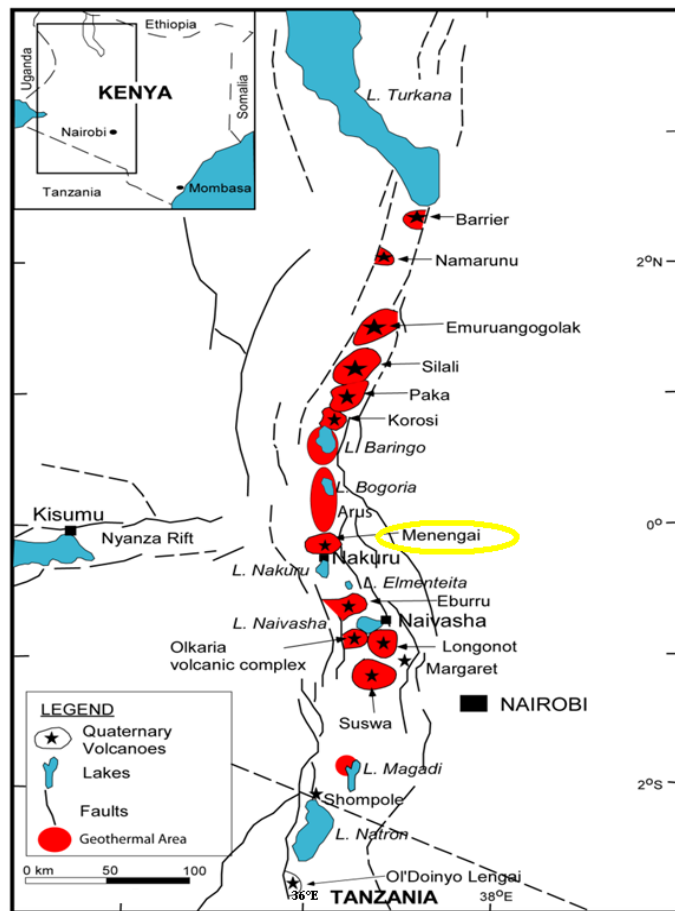 Ethiopia
Uganda
KENYA
Somalia
Nairobi
Tanzania
Mombasa
L. Turkana
Barrier
Namarunu
2°N
Emuruangogolak
Silali
Paka
Korosi
L. Baringo
L. Bogoria
Arus
Kisumu
Nyanza Rift
0°
Menengai
Nakuru
L. Nakuru
L. Elmenteita
Eburru
L. Naivasha
Naivasha
Olkaria
volcanic complex
Longonot
Margaret
NAIROBI
Suswa
LEGEND
Quaternary
Volcanoes
Lakes
Faults
Geothermal Area
0 km
50
100
L. Magadi
2°S
Shompole
L. Natron
Ol'Doinyo Lengai
36°E
TANZANIA
38°E